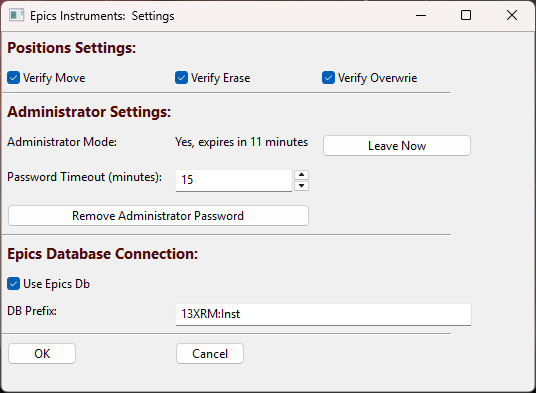 Epics Instruments:  Settings
Positions Settings:
Verify Move Verify Erase Verify Overwrie
Administrator Settings:
Administrator Mode: Yes, expires in 11 minutes Leave Now
Password Timeout (minutes): 15
Remove Administrator Password
Epics Database Connection:
Use Epics Db
DB Prefix: 13XRM:Inst
OK Cancel